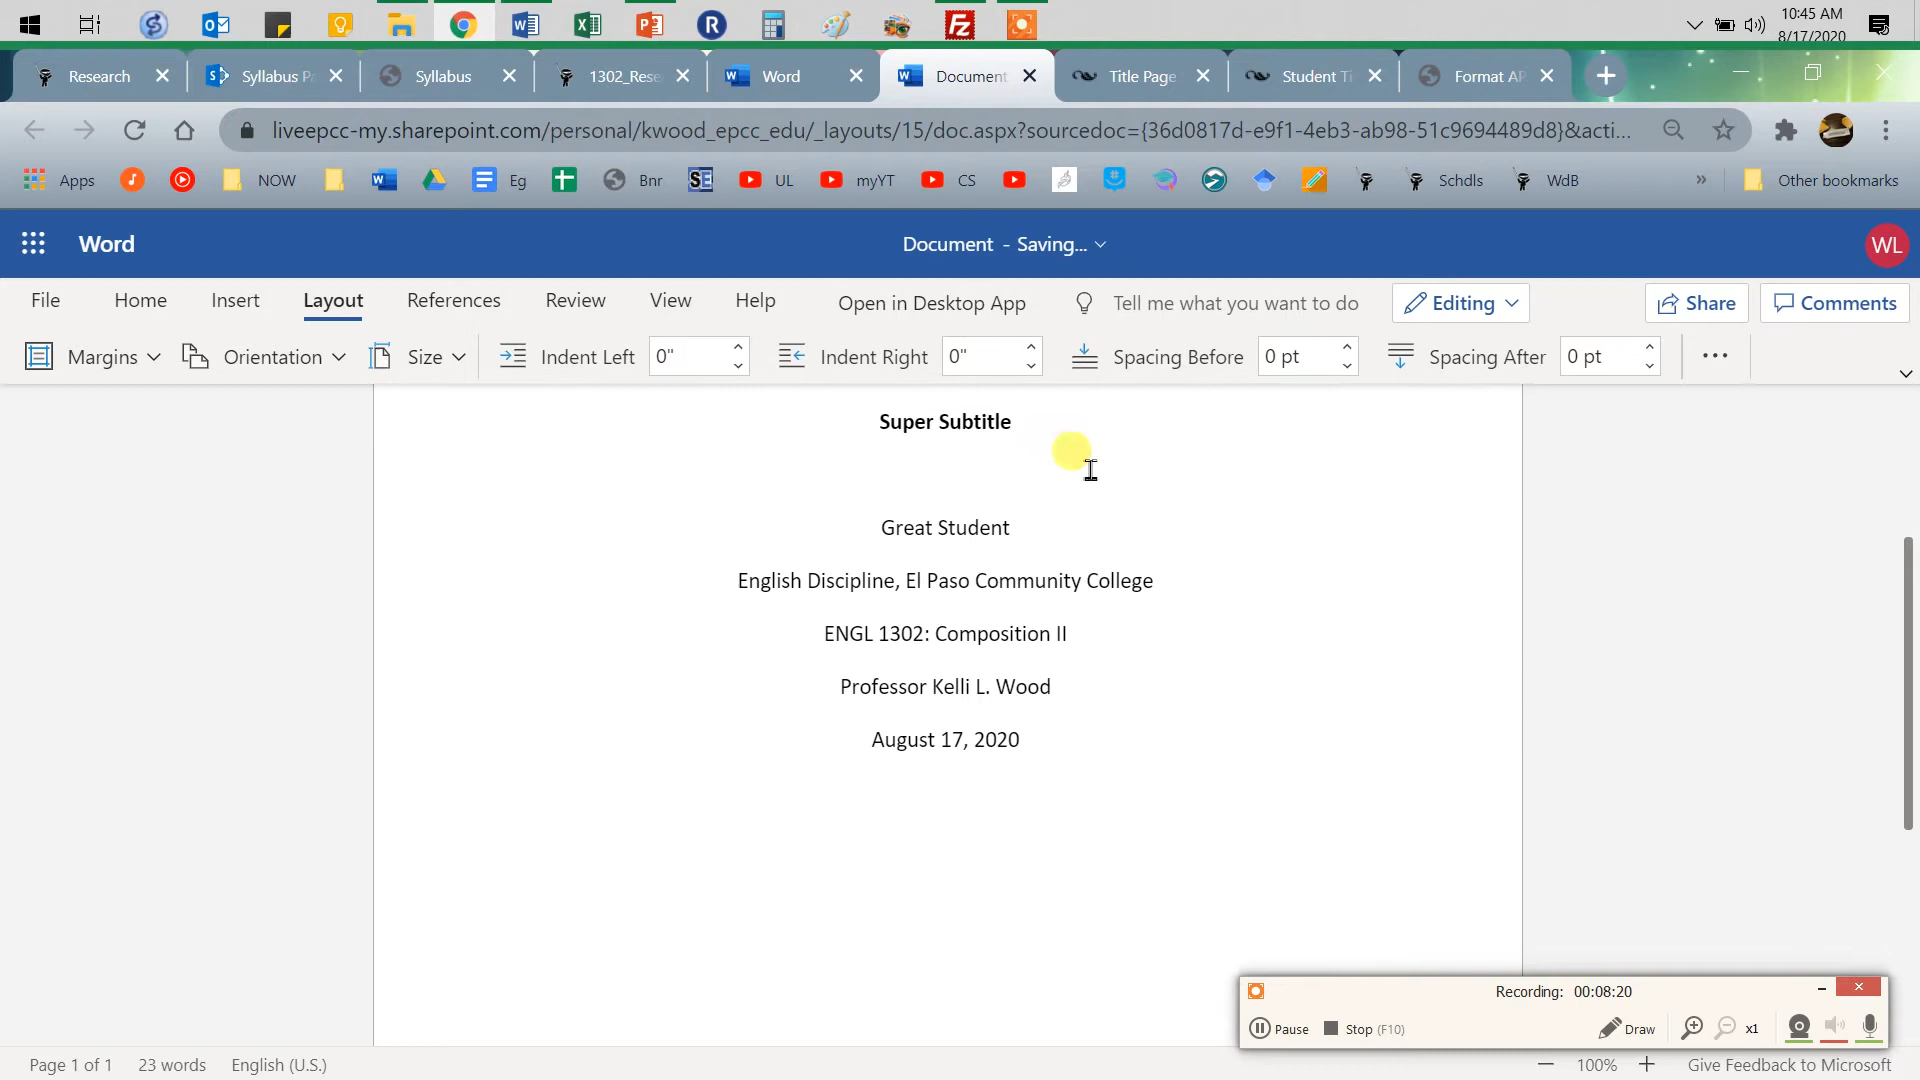 10:45 AM
8/17/2020
Research
Syllabus P
Syllabus
1302_Rese
Word
Document
Title Page
Student Ti
Format AP
liveepcc-my.sharepoint.com/personal/kwood_epcc_edu/_layouts/15/doc.aspx?sourcedoc={36d0817d-e9f1-4eb3-ab98-51c9694489d8}&acti...
Apps NOW Eg Bnr SE UL myYT CS Schdls WdB » Other bookmarks
Word
Document - Saving...
WL
File Home Insert Layout References Review View Help Open in Desktop App Tell me what you want to do Editing Share Comments
Margins Orientation Size Indent Left 0" Indent Right 0" Spacing Before 0 pt Spacing After 0 pt ...
Super Subtitle
Great Student
English Discipline, El Paso Community College
ENGL 1302: Composition II
Professor Kelli L. Wood
August 17, 2020
Recording: 00:08:20
Pause Stop (F10) Draw x1
Page 1 of 1 23 words English (U.S.) 100% Give Feedback to Microsoft